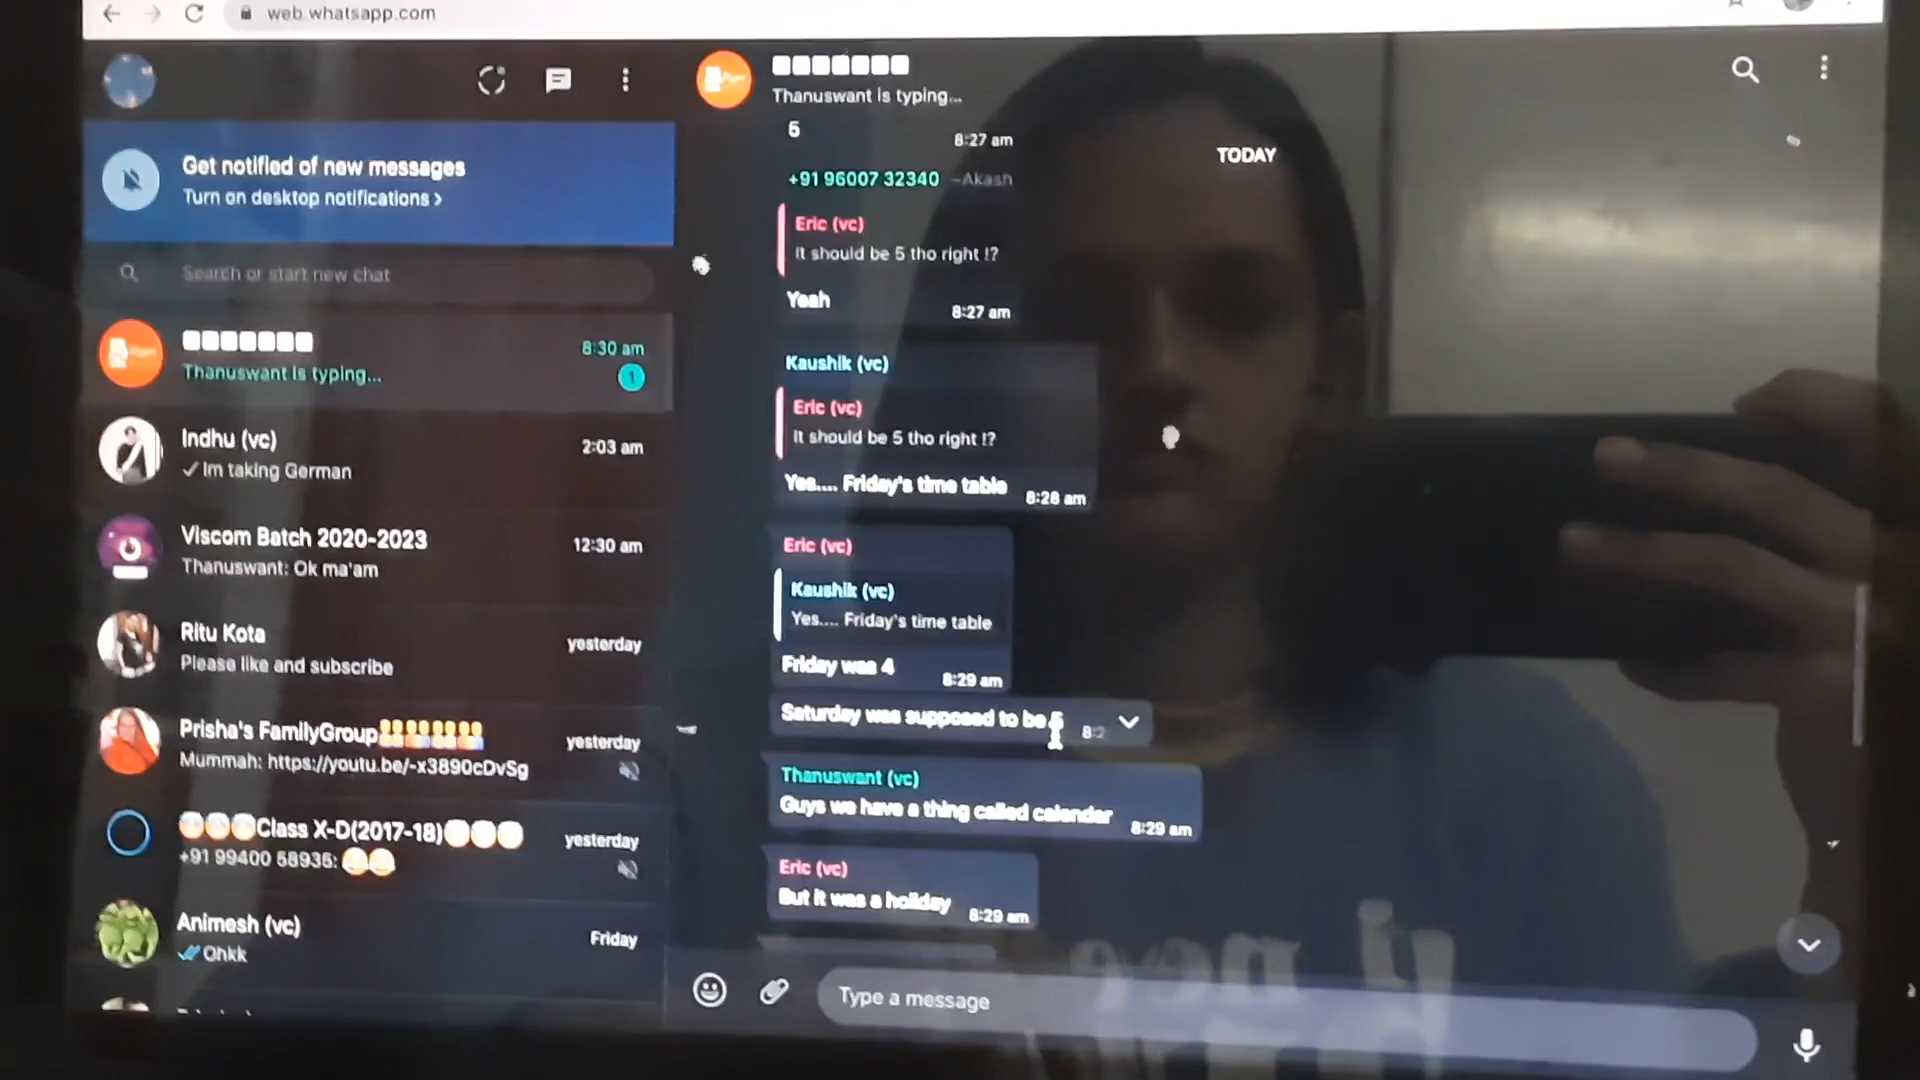 web.whatsapp.com
Get notified of new messages
Turn on desktop notifications >
Search or start new chat
8:30 am
Thanuswant is typing...
1
Indhu (vc)
2:03 am
Im taking German
Viscom Batch 2020-2023
12:30 am
Thanuswant: Ok ma'am
Ritu Kota
yesterday
Please like and subscribe
Prisha's FamilyGroup
yesterday
Mummah: https://youtu.be/-x3890cDvSg
Class X-D(2017-18)
yesterday
+91 99400 58935:
Animesh (vc)
Friday
Ohkk
Thanuswant is typing...
TODAY
5
8:27 am
+91 96007 32340 ~Akash
Eric (vc)
It should be 5 tho right !?
Yeah
8:27 am
Kaushik (vc)
Eric (vc)
It should be 5 tho right !?
Yes.... Friday's time table
8:28 am
Eric (vc)
Kaushik (vc)
Yes.... Friday's time table
Friday was 4
8:29 am
Saturday was supposed to be 5
8:2
Thanuswant (vc)
Guys we have a thing called calender
8:29 am
Eric (vc)
But it was a holiday
8:29 am
Type a message